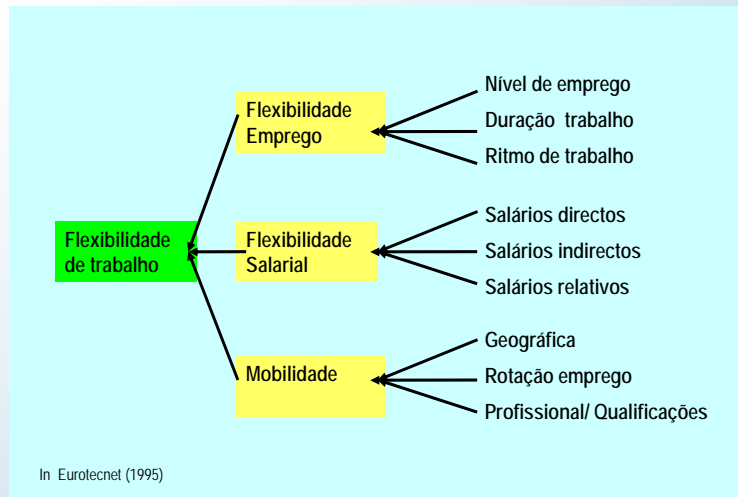 Flexibilidade
de trabalho
Flexibilidade
Emprego
Nível de emprego
Duração trabalho
Ritmo de trabalho
Flexibilidade
Salarial
Salários directos
Salários indirectos
Salários relativos
Mobilidade
Geográfica
Rotação emprego
Profissional/ Qualificações
In Eurotecnet (1995)